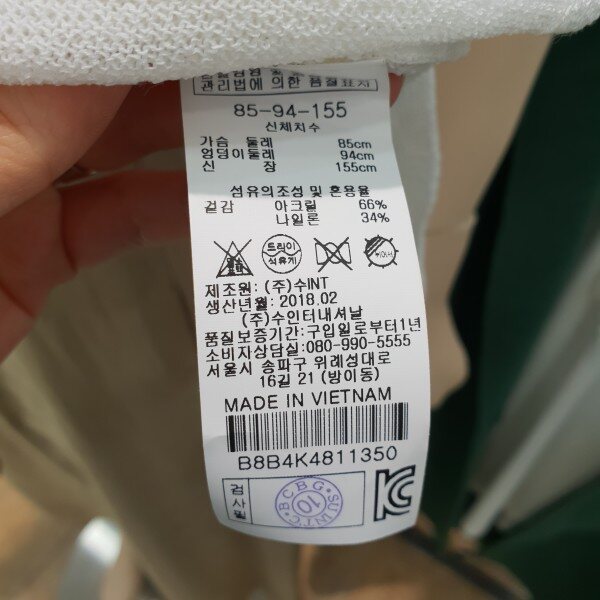 관리법에 의한 품질표시
85-94-155
신체치수
가슴 둘레 85cm
엉덩이둘레 94cm
신 장 155cm
섬유의조성 및 혼용율
겉감 아크릴 66%
나일론 34%
드라이
석유계
제조원: (주)수INT
생산년월: 2018.02
(주)수인터내셔날
품질보증기간: 구입일로부터1년
소비자상담실: 080-990-5555
서울시 송파구 위례성대로
16길 21 (방이동)
MADE IN VIETNAM
B8B4K4811350
검사필
BCBG
SUINT
10
KC